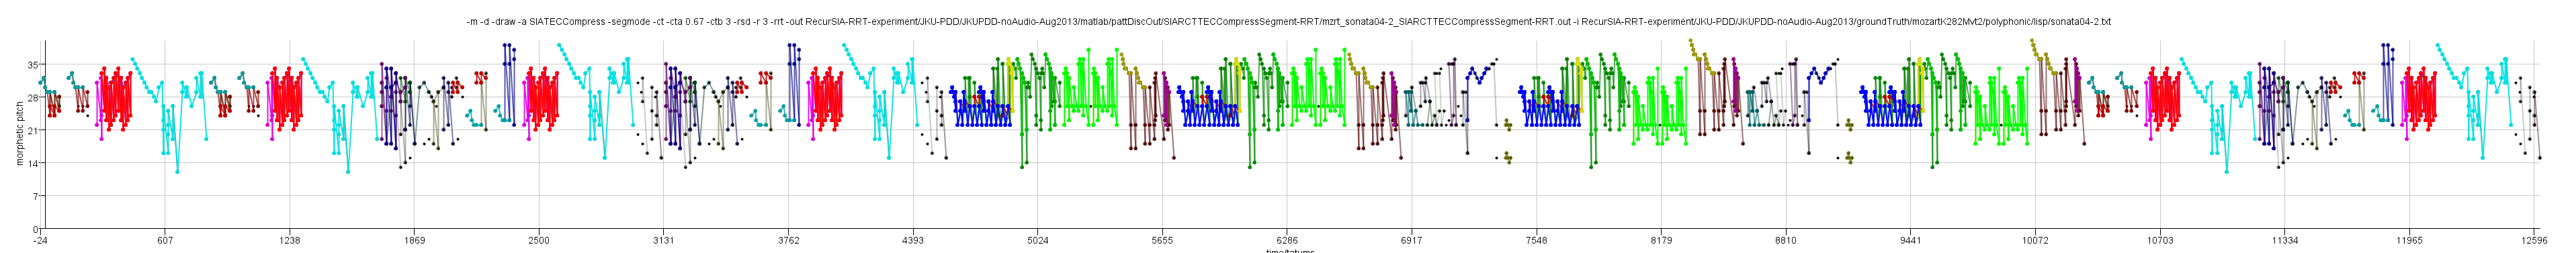 -m -d -draw -a SIATECCompress -segmode -ct -cta 0.67 -ctb 3 -rsd -r 3 -rrt -out RecurSIA-RRT-experiment/JKU-PDD/JKUPDD-noAudio-Aug2013/matlab/pattDiscOut/SIARCTTECCompressSegment-RRT/mzrt_sonata04-2_SIARCTTECCompressSegment-RRT.out -i RecurSIA-RRT-experiment/JKU-PDD/JKUPDD-noAudio-Aug2013/groundTruth/mozartK282Mvt2/polyphonic/lisp/sonata04-2.txt
morphetic pitch
35
28
21
14
7
0
-24 607 1238 1869 2500 3131 3762 4393 5024 5655 6286 6917 7548 8179 8810 9441 10072 10703 11334 11965 12596
time/tatums